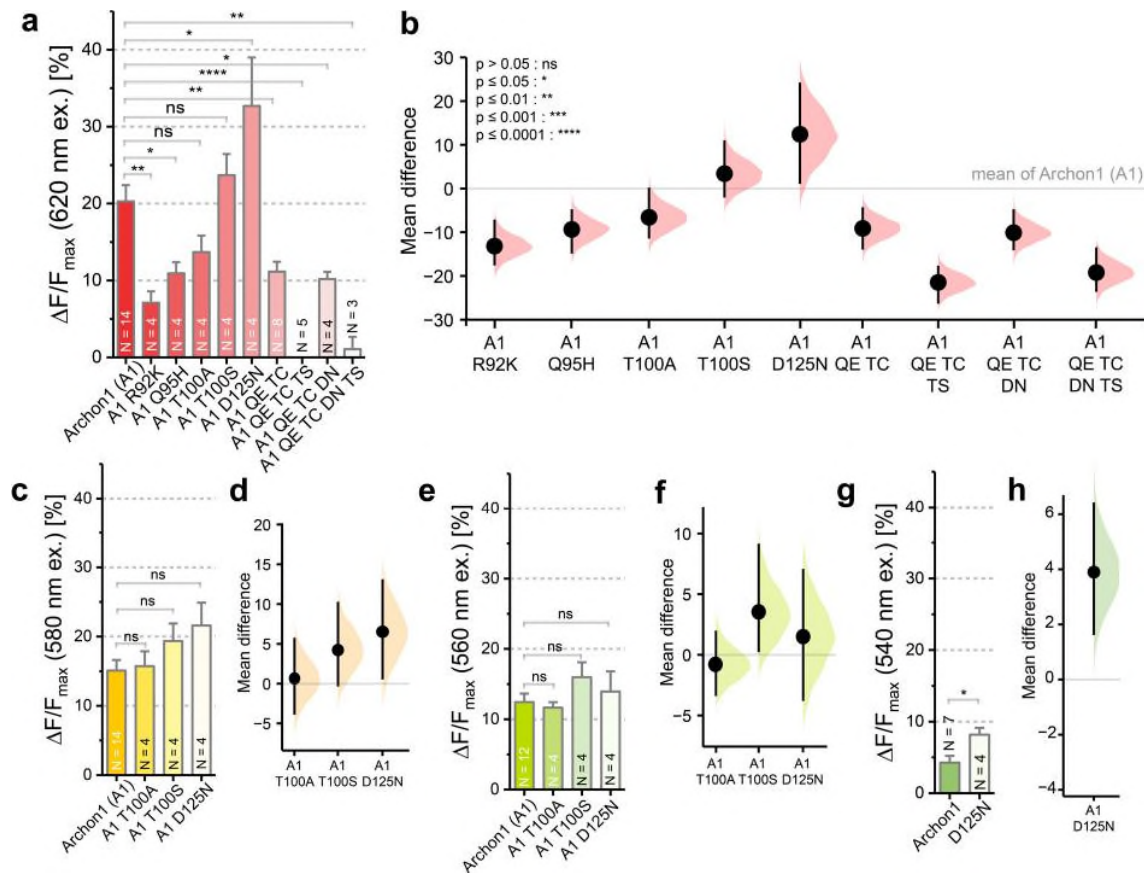 a
ΔF/Fmax (620 nm ex.) [%]
40
30
20
10
0
**
*
*
****
**
ns
ns
*
**
N = 14
N = 4
N = 4
N = 4
N = 4
N = 4
N = 8
N = 5
N = 4
N = 3
Archon1 (A1)
A1 R92K
A1 Q95H
A1 T100A
A1 T100S
A1 D125N
A1 QE TC
A1 QE TC TS
A1 QE TC DN
A1 QE TC DN TS
b
Mean difference
30
20
10
0
−10
−20
−30
p > 0.05 : ns
p ≤ 0.05 : *
p ≤ 0.01 : **
p ≤ 0.001 : ***
p ≤ 0.0001 : ****
mean of Archon1 (A1)
A1 A1 A1 A1 A1 A1 A1 A1 A1
R92K Q95H T100A T100S D125N QE TC QE TC QE TC QE TC
TS DN DN TS
c
ΔF/Fmax (580 nm ex.) [%]
40
30
20
10
0
ns
ns
ns
N = 14
N = 4
N = 4
N = 4
Archon1 (A1)
A1 T100A
A1 T100S
A1 D125N
d
Mean difference
20
15
10
5
0
−5
A1 A1 A1
T100A T100S D125N
e
ΔF/Fmax (560 nm ex.) [%]
40
30
20
10
0
ns
ns
ns
N = 12
N = 4
N = 4
N = 4
Archon1 (A1)
A1 T100A
A1 T100S
A1 D125N
f
Mean difference
10
5
0
−5
A1 A1 A1
T100A T100S D125N
g
ΔF/Fmax (540 nm ex.) [%]
40
30
20
10
0
*
N = 7
N = 4
Archon1
D125N
h
Mean difference
6
4
2
0
−2
−4
A1
D125N